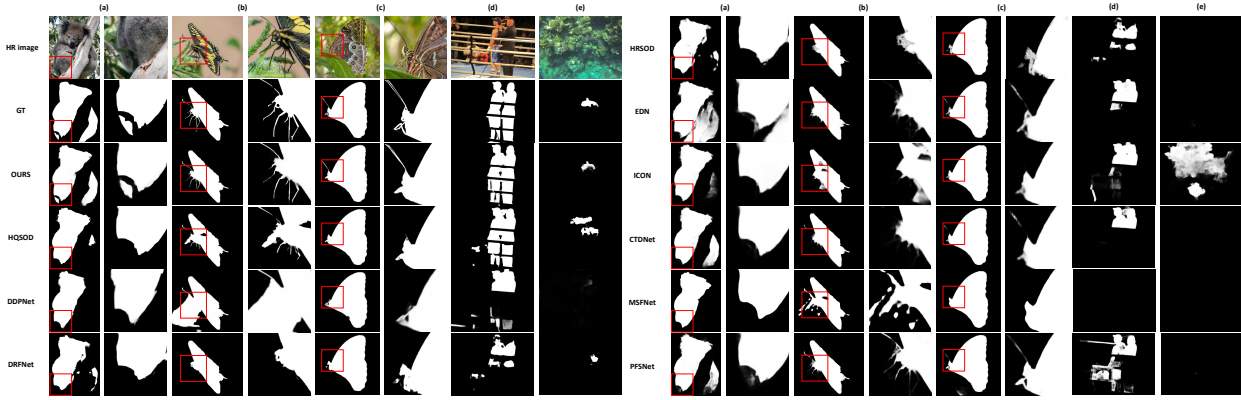 (a) (b) (c) (d) (e) (a) (b) (c) (d) (e)
HR image HRSOD
GT EDN
OURS ICON
HQSOD CTDNet
DDPNet MSFNet
DRFNet PFSNet